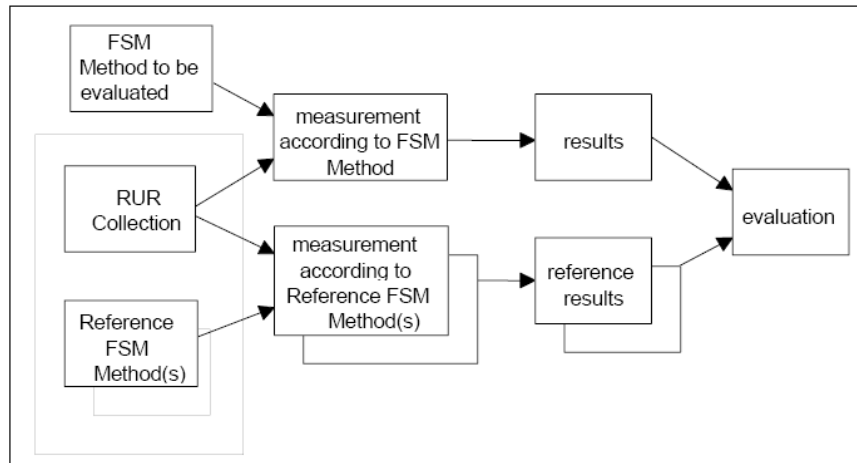 FSM
Method to be
evaluated
measurement
according to FSM
Method
results
RUR
Collection
evaluation
measurement
according to
Reference FSM
Method(s)
reference
results
Reference
FSM
Method(s)